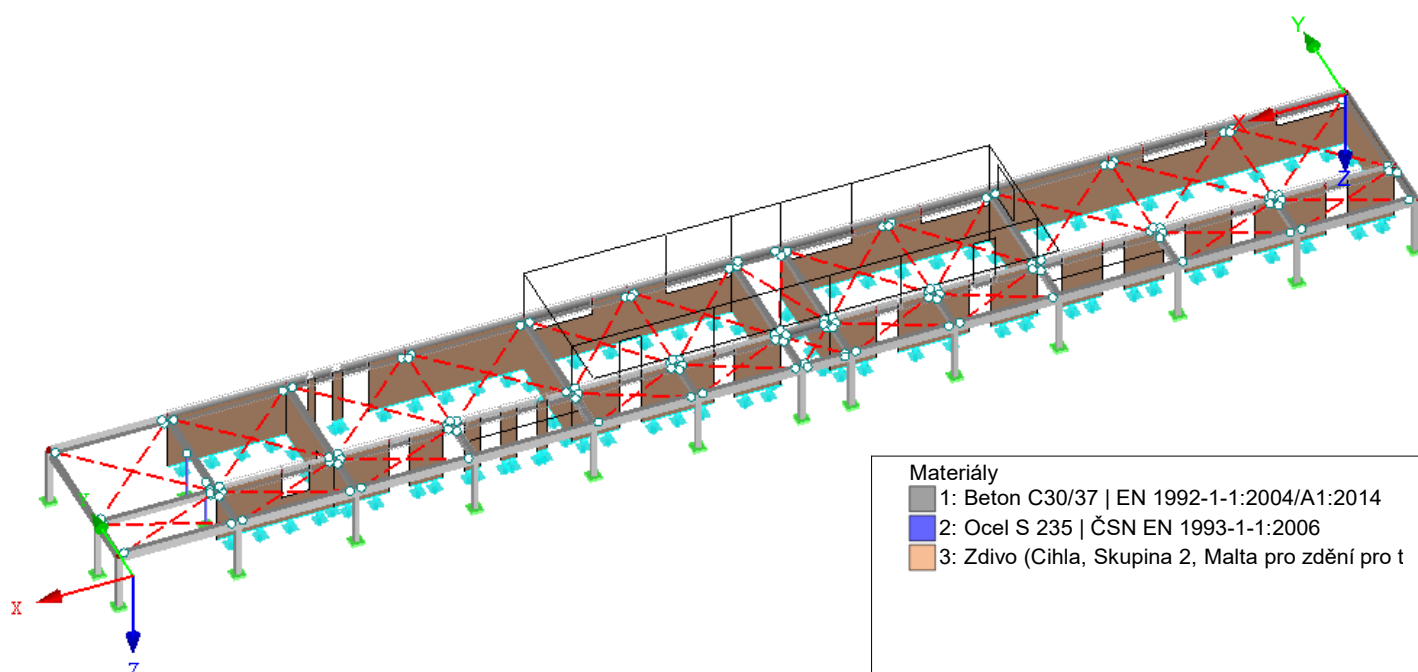 Y
X
Z
X
Z
Materiály
1: Beton C30/37 | EN 1992-1-1:2004/A1:2014
2: Ocel S 235 | ČSN EN 1993-1-1:2006
3: Zdivo (Cihla, Skupina 2, Malta pro zdění pro t